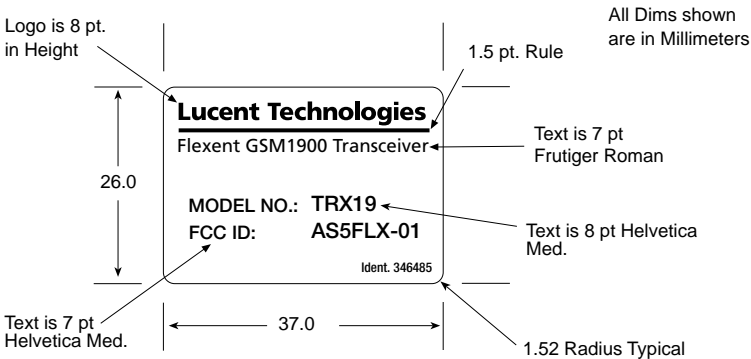 Logo is 8 pt.
in Height
All Dims shown
are in Millimeters
1.5 pt. Rule
Lucent Technologies
Flexent GSM1900 Transceiver
Text is 7 pt
Frutiger Roman
26.0
MODEL NO.: TRX19
FCC ID: AS5FLX-01
Text is 8 pt Helvetica
Med.
Ident. 346485
Text is 7 pt
Helvetica Med.
37.0
1.52 Radius Typical